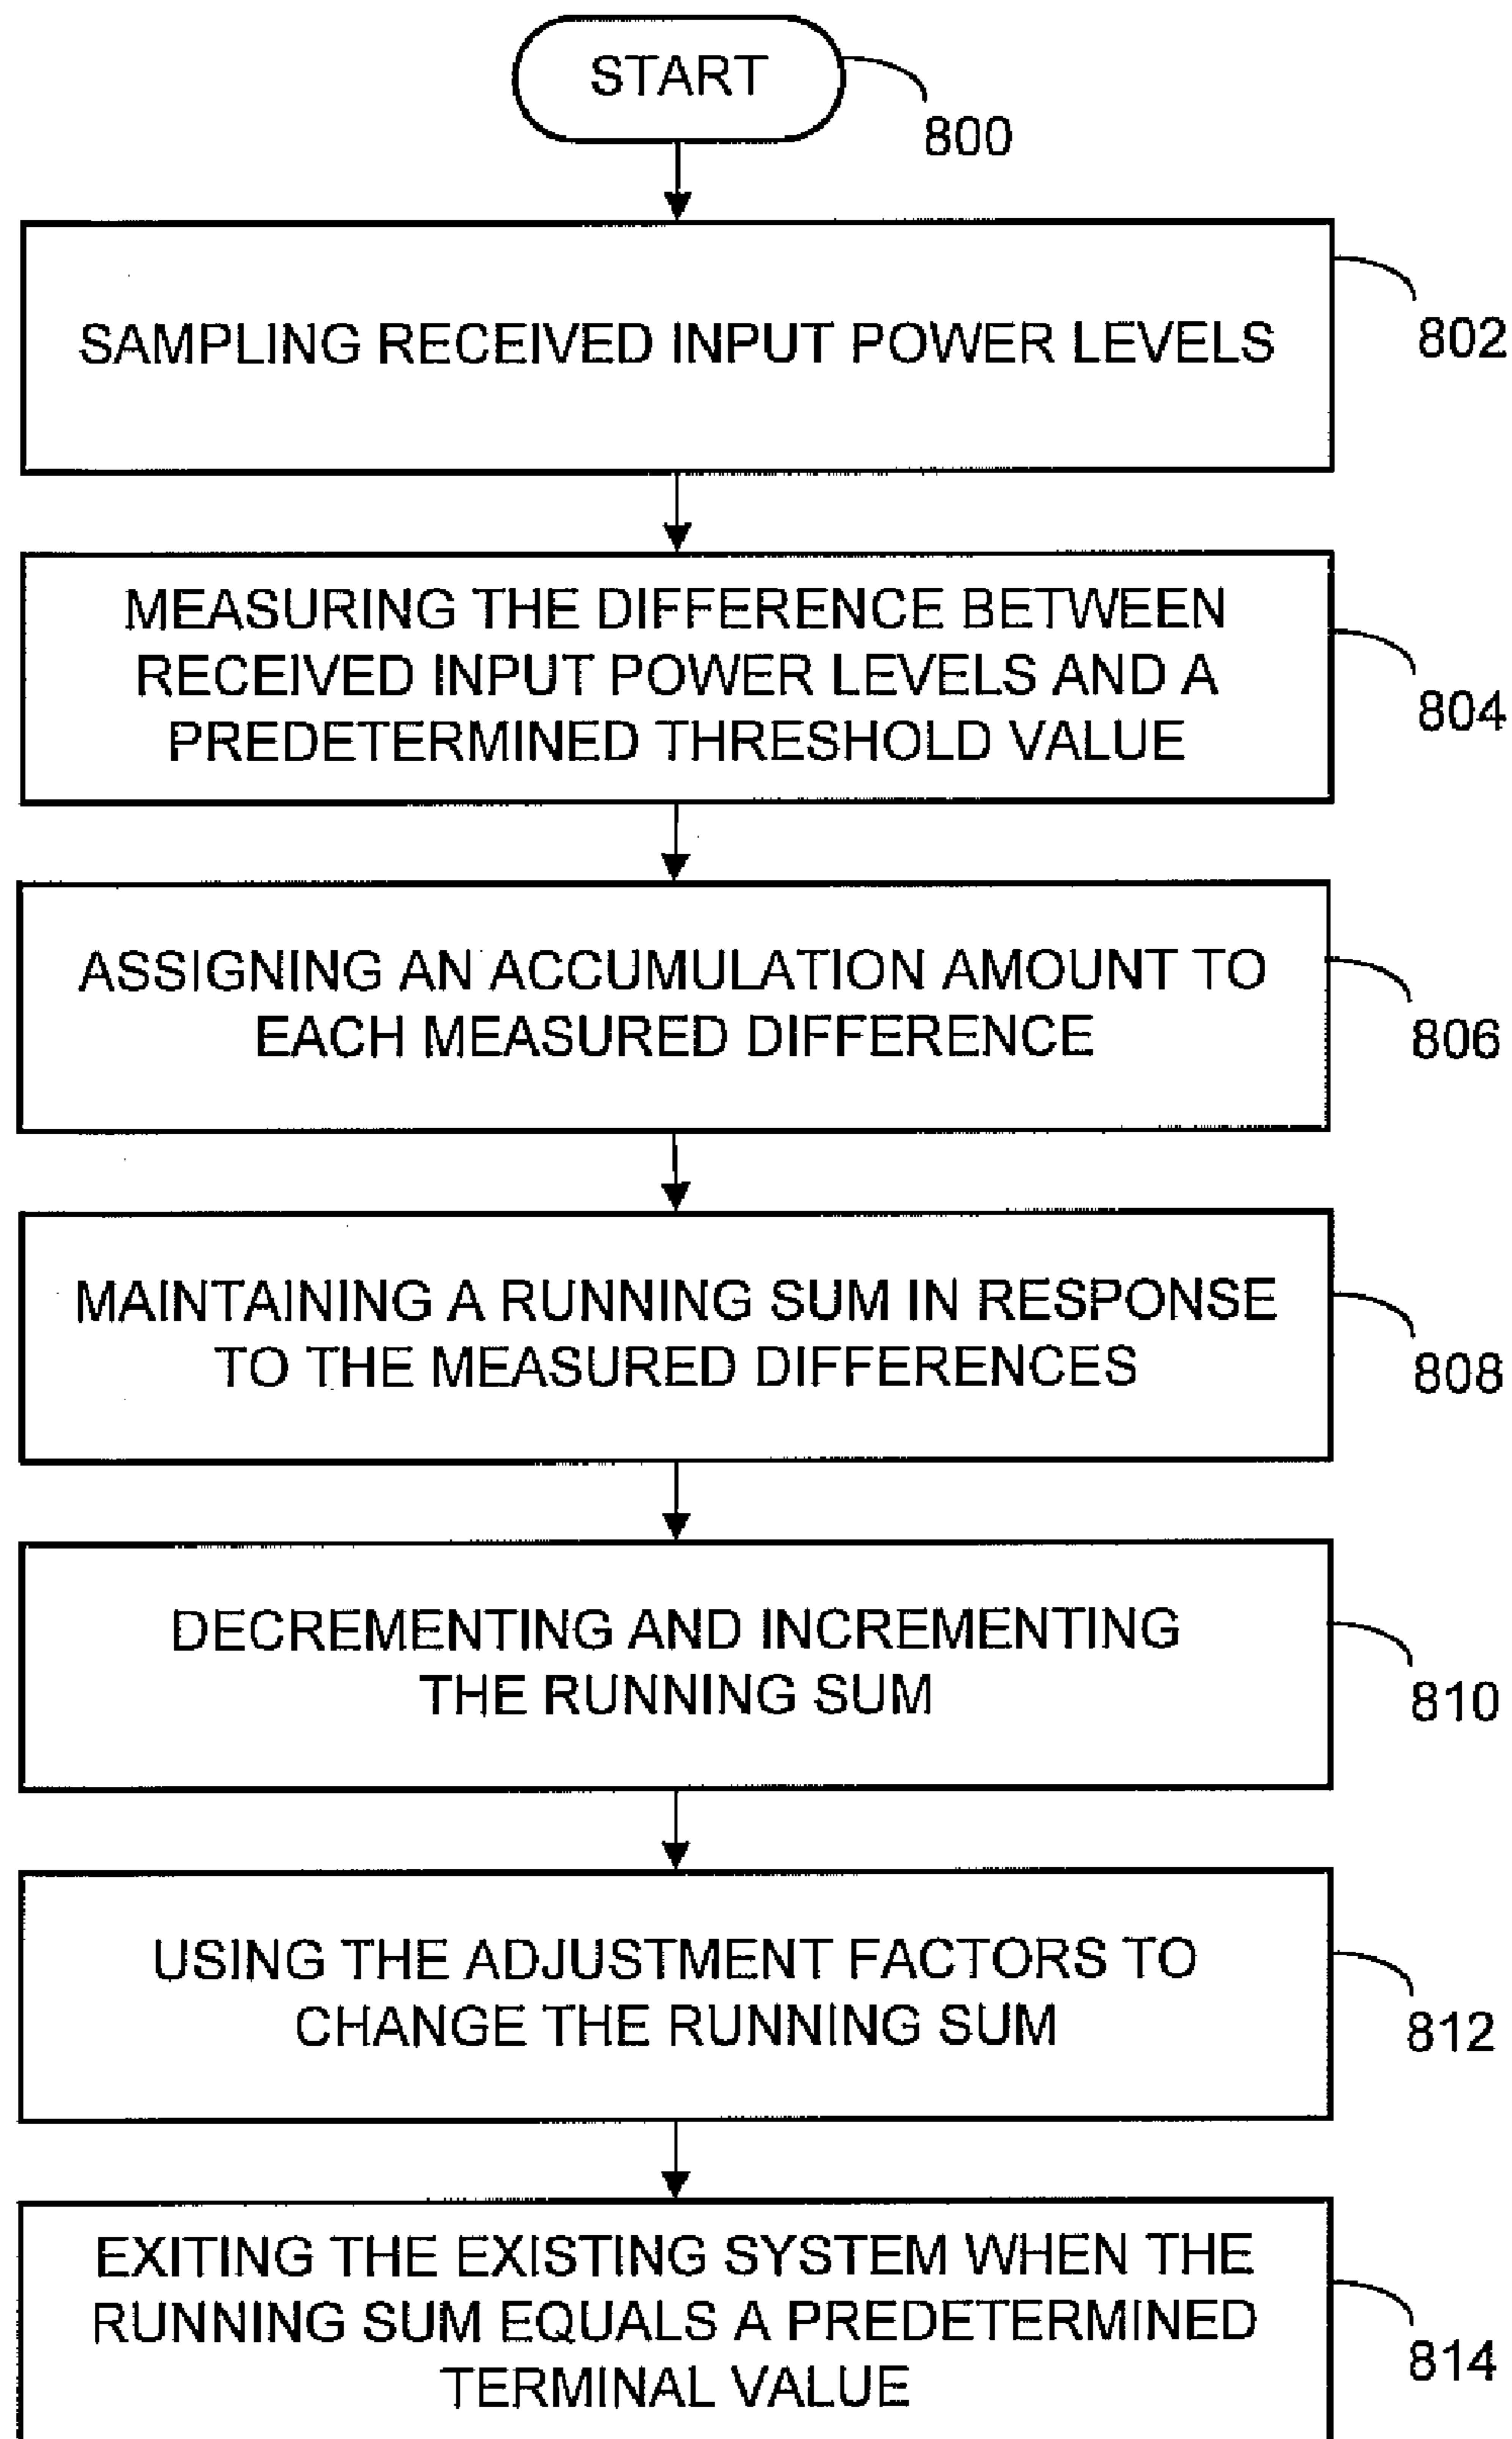 START
800
SAMPLING RECEIVED INPUT POWER LEVELS
802
MEASURING THE DIFFERENCE BETWEEN
RECEIVED INPUT POWER LEVELS AND A
PREDETERMINED THRESHOLD VALUE
804
ASSIGNING AN ACCUMULATION AMOUNT TO
EACH MEASURED DIFFERENCE
806
MAINTAINING A RUNNING SUM IN RESPONSE
TO THE MEASURED DIFFERENCES
808
DECREMENTING AND INCREMENTING
THE RUNNING SUM
810
USING THE ADJUSTMENT FACTORS TO
CHANGE THE RUNNING SUM
812
EXITING THE EXISTING SYSTEM WHEN THE
RUNNING SUM EQUALS A PREDETERMINED
TERMINAL VALUE
814